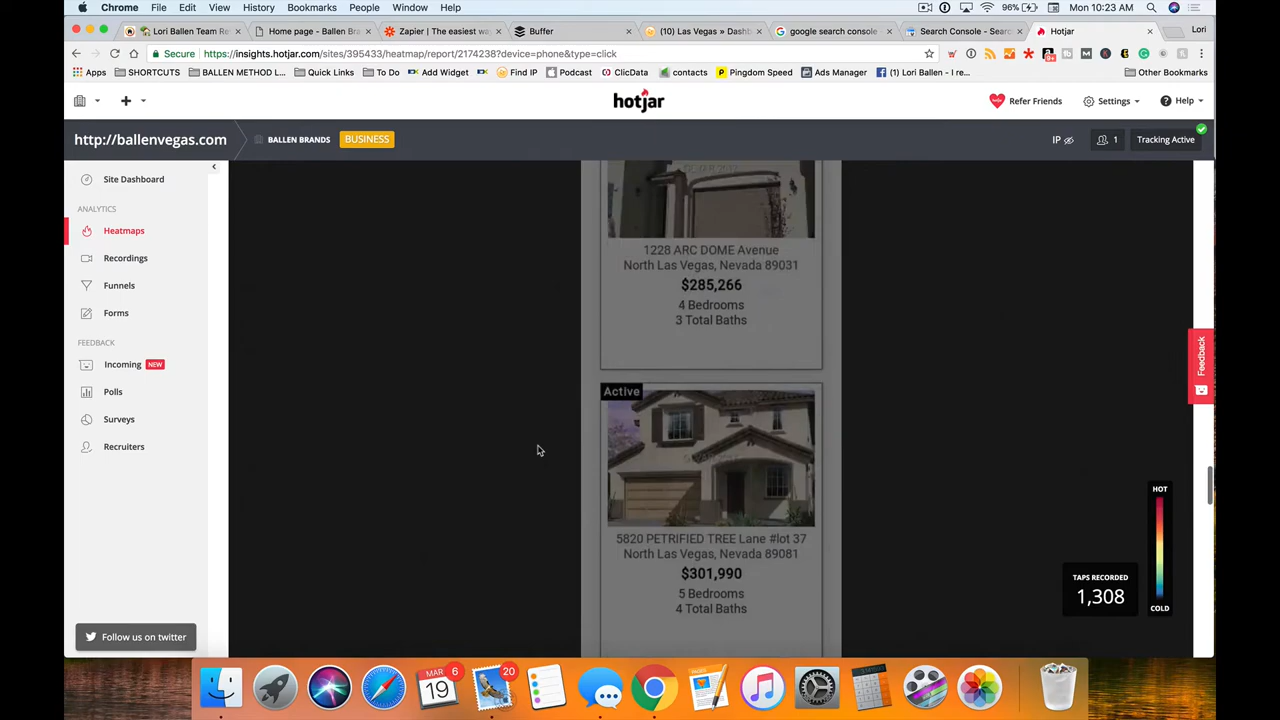 Chrome File Edit View History Bookmarks People Window Help 96% Mon 10:23 AM
Lori Ballen Team Re Home page - Ballen Bra Zapier | The easiest wa Buffer (10) Las Vegas » Dashb google search console Search Console - Searc Hotjar Lori
Secure https://insights.hotjar.com/sites/395433/heatmap/report/2174238?device=phone&type=click
Apps SHORTCUTS BALLEN METHOD L... Quick Links To Do Add Widget Find IP Podcast ClicData contacts Pingdom Speed Ads Manager Lori Ballen - I re... Other Bookmarks
hotjar Refer Friends Settings Help
http://ballenvegas.com BALLEN BRANDS BUSINESS IP 1 Tracking Active
Site Dashboard
ANALYTICS
Heatmaps
Recordings
Funnels
Forms
FEEDBACK
Incoming NEW
Polls
Surveys
Recruiters
Follow us on twitter
1228 ARC DOME Avenue
North Las Vegas, Nevada 89031
$285,266
4 Bedrooms
3 Total Baths
Active
5820 PETRIFIED TREE Lane #lot 37
North Las Vegas, Nevada 89081
$301,990
5 Bedrooms
4 Total Baths
Feedback
HOT
COLD
TAPS RECORDED
1,308
MAR
19
6
20